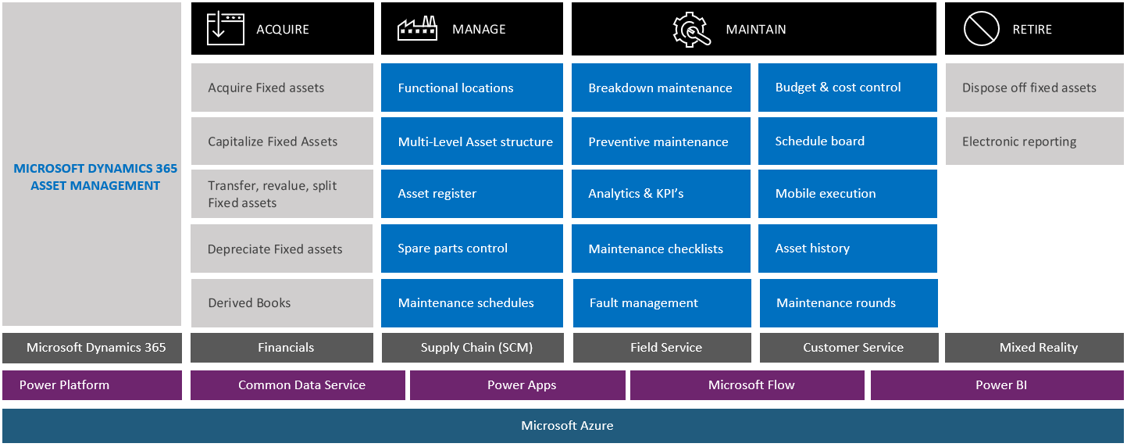 ACQUIRE
MANAGE
MAINTAIN
RETIRE
MICROSOFT DYNAMICS 365
ASSET MANAGEMENT
Acquire Fixed assets
Functional locations
Breakdown maintenance
Budget & cost control
Dispose off fixed assets
Capitalize Fixed Assets
Multi-Level Asset structure
Preventive maintenance
Schedule board
Electronic reporting
Transfer, revalue, split
Fixed assets
Asset register
Analytics & KPI's
Mobile execution
Depreciate Fixed assets
Spare parts control
Maintenance checklists
Asset history
Derived Books
Maintenance schedules
Fault management
Maintenance rounds
Microsoft Dynamics 365
Financials
Supply Chain (SCM)
Field Service
Customer Service
Mixed Reality
Power Platform
Common Data Service
Power Apps
Microsoft Flow
Power BI
Microsoft Azure